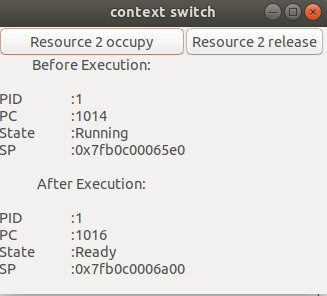 context switch
Resource 2 occupy Resource 2 release
Before Execution:
PID :1
PC :1014
State :Running
SP :0x7fb0c00065e0
After Execution:
PID :1
PC :1016
State :Ready
SP :0x7fb0c0006a00